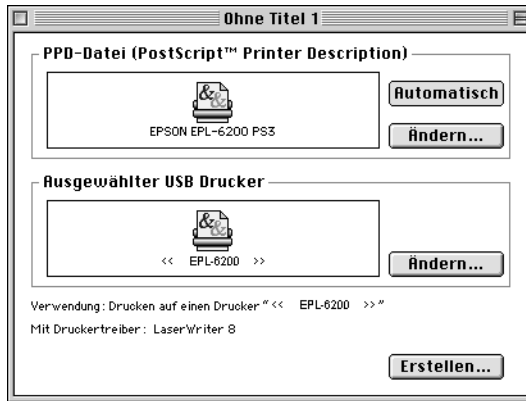 Ohne Titel 1
PPD-Datei (PostScript™ Printer Description)
EPSON EPL-6200 PS3
Automatisch
Ändern...
Ausgewählter USB Drucker
<< EPL-6200 >>
Ändern...
Verwendung: Drucken auf einen Drucker “<< EPL-6200 >>”
Mit Druckertreiber: LaserWriter 8
Erstellen...